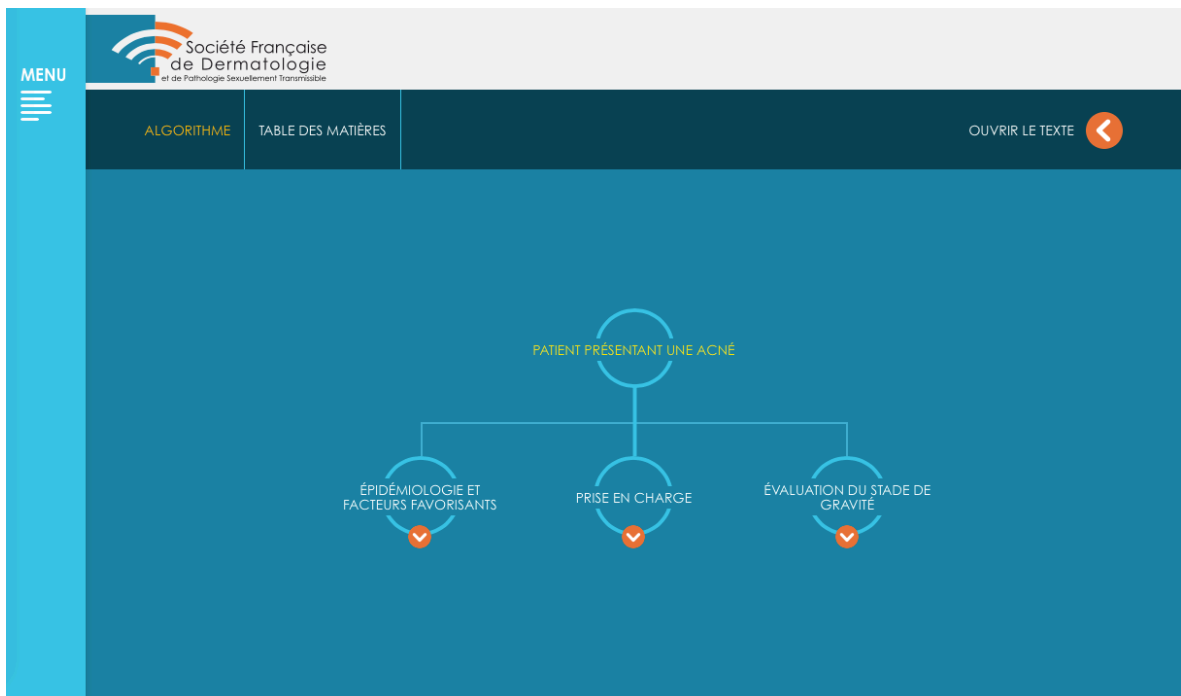 MENU
Société Française
de Dermatologie
et de Pathologie Sexuellement Transmissible
ALGORITHME
TABLE DES MATIÈRES
OUVRIR LE TEXTE
PATIENT PRÉSENTANT UNE ACNÉ
ÉPIDÉMIOLOGIE ET
FACTEURS FAVORISANTS
PRISE EN CHARGE
ÉVALUATION DU STADE DE
GRAVITÉ